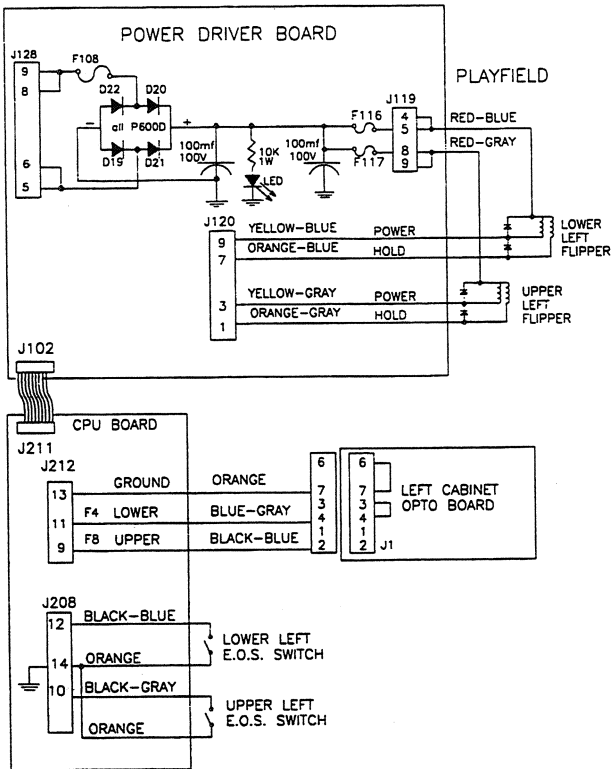 POWER DRIVER BOARD
J128
F108
9
8
6
5
D22
D20
all P600D
D19
D21
−
+
100mf
100V
10K
1W
LED
100mf
100V
F116
F117
J119
4
5
8
9
PLAYFIELD
RED-BLUE
RED-GRAY
J120
9
7
3
1
YELLOW-BLUE POWER
ORANGE-BLUE HOLD
LOWER
LEFT
FLIPPER
YELLOW-GRAY POWER
ORANGE-GRAY HOLD
UPPER
LEFT
FLIPPER
J102
J211
CPU BOARD
J212
13
11
9
GROUND ORANGE
F4 LOWER BLUE-GRAY
F8 UPPER BLACK-BLUE
6
7
3
4
1
2
6
7
3
4
1
2
J1
LEFT CABINET
OPTO BOARD
J208
12
14
10
BLACK-BLUE
ORANGE
LOWER LEFT
E.O.S. SWITCH
BLACK-GRAY
ORANGE
UPPER LEFT
E.O.S. SWITCH